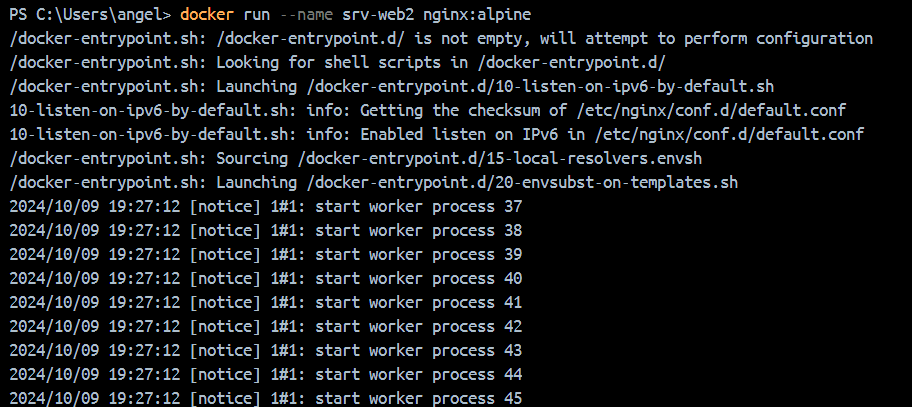 PS C:\Users\angel> docker run --name srv-web2 nginx:alpine
/docker-entrypoint.sh: /docker-entrypoint.d/ is not empty, will attempt to perform configuration
/docker-entrypoint.sh: Looking for shell scripts in /docker-entrypoint.d/
/docker-entrypoint.sh: Launching /docker-entrypoint.d/10-listen-on-ipv6-by-default.sh
10-listen-on-ipv6-by-default.sh: info: Getting the checksum of /etc/nginx/conf.d/default.conf
10-listen-on-ipv6-by-default.sh: info: Enabled listen on IPv6 in /etc/nginx/conf.d/default.conf
/docker-entrypoint.sh: Sourcing /docker-entrypoint.d/15-local-resolvers.envsh
/docker-entrypoint.sh: Launching /docker-entrypoint.d/20-envsubst-on-templates.sh
2024/10/09 19:27:12 [notice] 1#1: start worker process 37
2024/10/09 19:27:12 [notice] 1#1: start worker process 38
2024/10/09 19:27:12 [notice] 1#1: start worker process 39
2024/10/09 19:27:12 [notice] 1#1: start worker process 40
2024/10/09 19:27:12 [notice] 1#1: start worker process 41
2024/10/09 19:27:12 [notice] 1#1: start worker process 42
2024/10/09 19:27:12 [notice] 1#1: start worker process 43
2024/10/09 19:27:12 [notice] 1#1: start worker process 44
2024/10/09 19:27:12 [notice] 1#1: start worker process 45